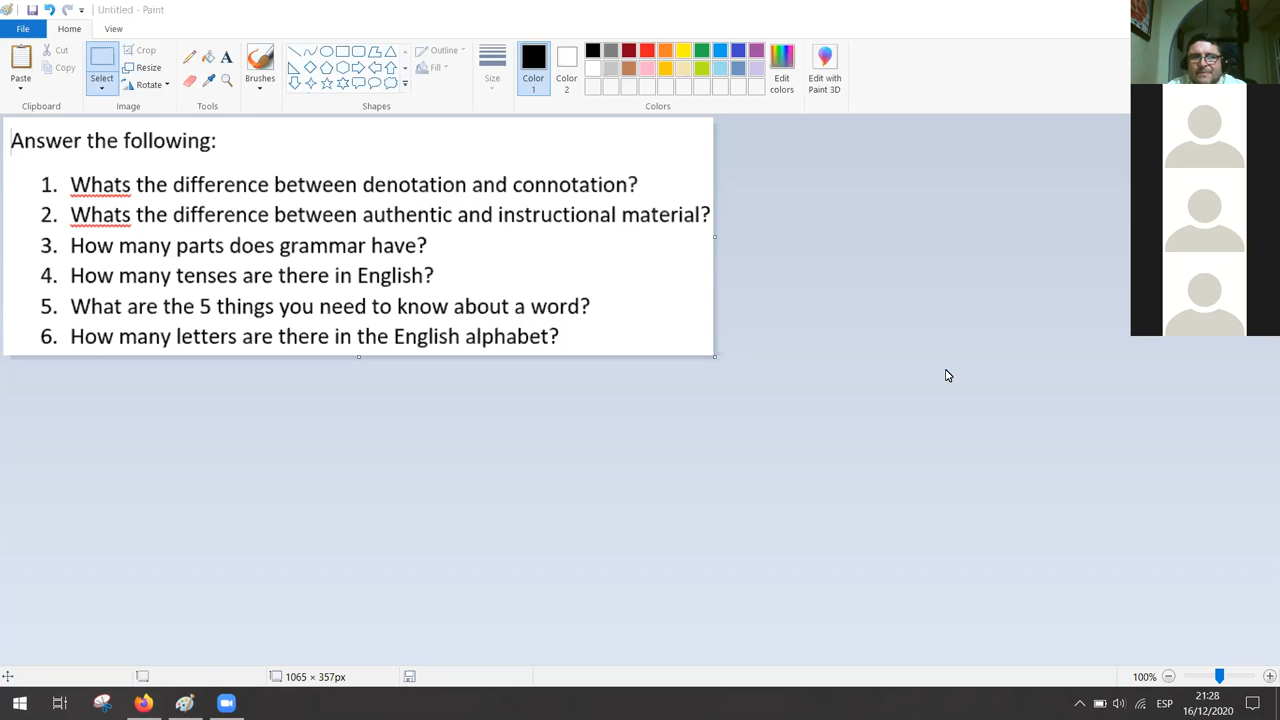 Untitled - Paint
File Home View
Paste
Cut
Copy
Clipboard
Select
Crop
Resize
Rotate
Image
Tools
Brushes
Outline
Fill
Shapes
Size
Color 1
Color 2
Edit colors
Colors
Edit with Paint 3D
Answer the following:
1. Whats the difference between denotation and connotation?
2. Whats the difference between authentic and instructional material?
3. How many parts does grammar have?
4. How many tenses are there in English?
5. What are the 5 things you need to know about a word?
6. How many letters are there in the English alphabet?
1065 × 357px
100%
ESP
21:28
16/12/2020